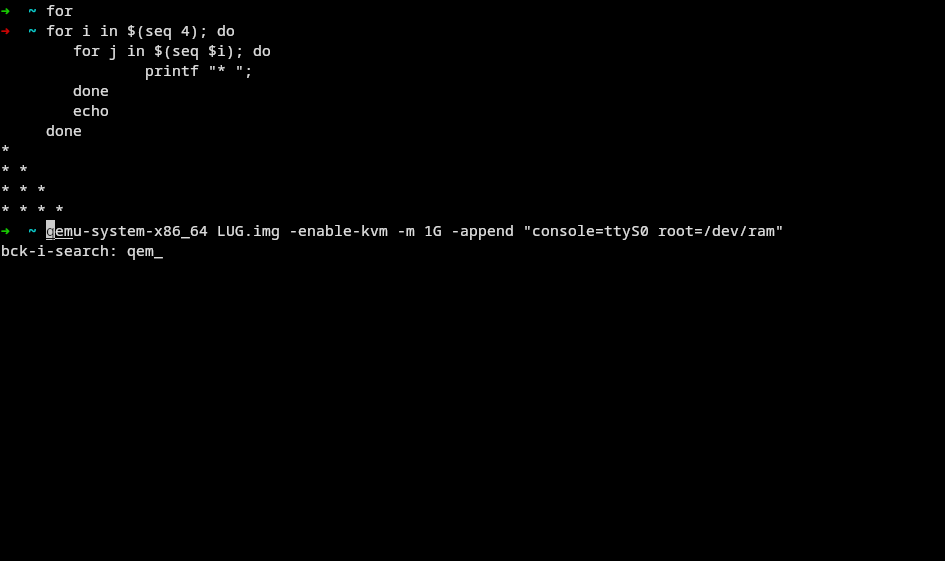 ➜  ~ for
➜  ~ for i in $(seq 4); do
        for j in $(seq $i); do
                printf "* ";
        done
        echo
     done
*
* *
* * *
* * * *
➜  ~ qemu-system-x86_64 LUG.img -enable-kvm -m 1G -append "console=ttyS0 root=/dev/ram"
bck-i-search: qem_